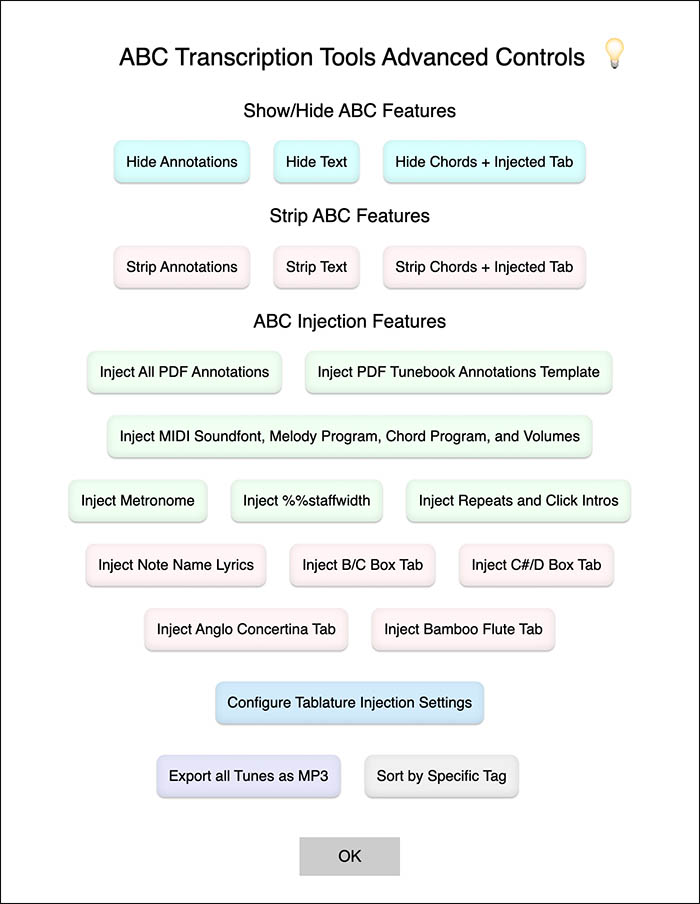 ABC Transcription Tools Advanced Controls
Show/Hide ABC Features
Hide Annotations Hide Text Hide Chords + Injected Tab
Strip ABC Features
Strip Annotations Strip Text Strip Chords + Injected Tab
ABC Injection Features
Inject All PDF Annotations Inject PDF Tunebook Annotations Template
Inject MIDI Soundfont, Melody Program, Chord Program, and Volumes
Inject Metronome Inject %%staffwidth Inject Repeats and Click Intros
Inject Note Name Lyrics Inject B/C Box Tab Inject C#/D Box Tab
Inject Anglo Concertina Tab Inject Bamboo Flute Tab
Configure Tablature Injection Settings
Export all Tunes as MP3 Sort by Specific Tag
OK